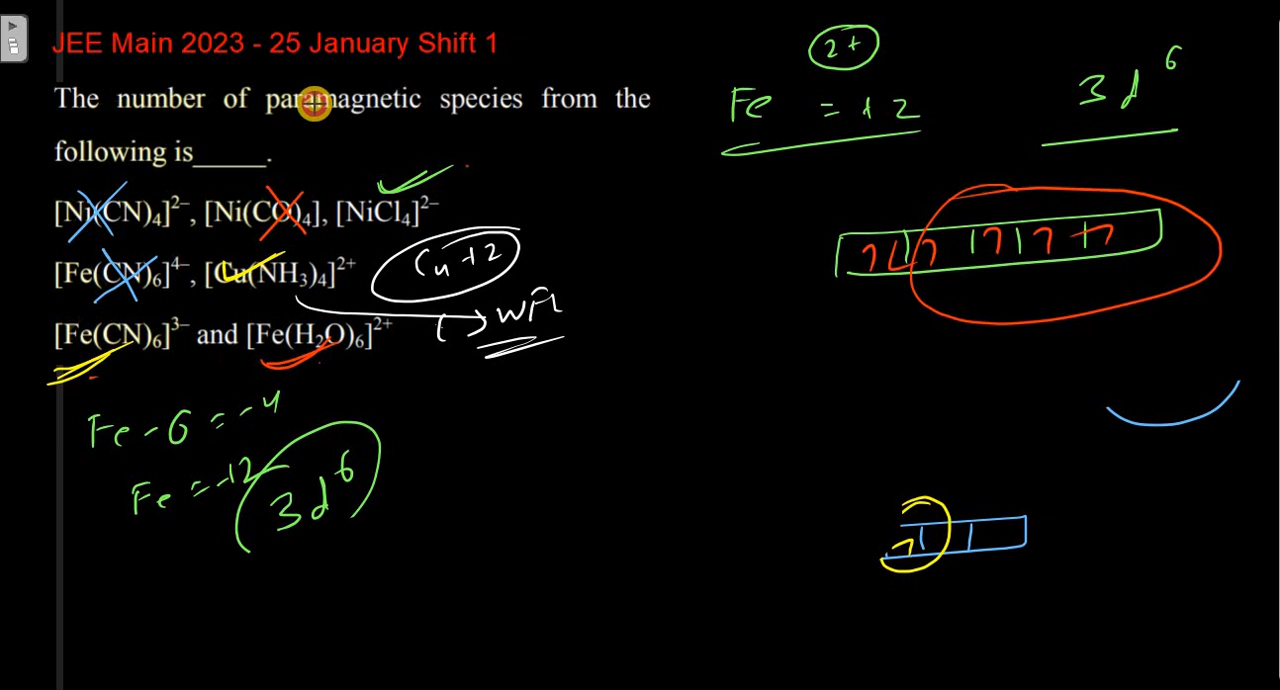 JEE Main 2023 - 25 January Shift 1
The number of paramagnetic species from the
following is_____.
[Ni(CN)₄]²⁻, [Ni(CO)₄], [NiCl₄]²⁻
[Fe(CN)₆]⁴⁻, [Cu(NH₃)₄]²⁺
[Fe(CN)₆]³⁻ and [Fe(H₂O)₆]²⁺
Cu +2
WFL
Fe - 6 = -4
Fe = +2
3d⁶
2+
Fe = +2
3d⁶